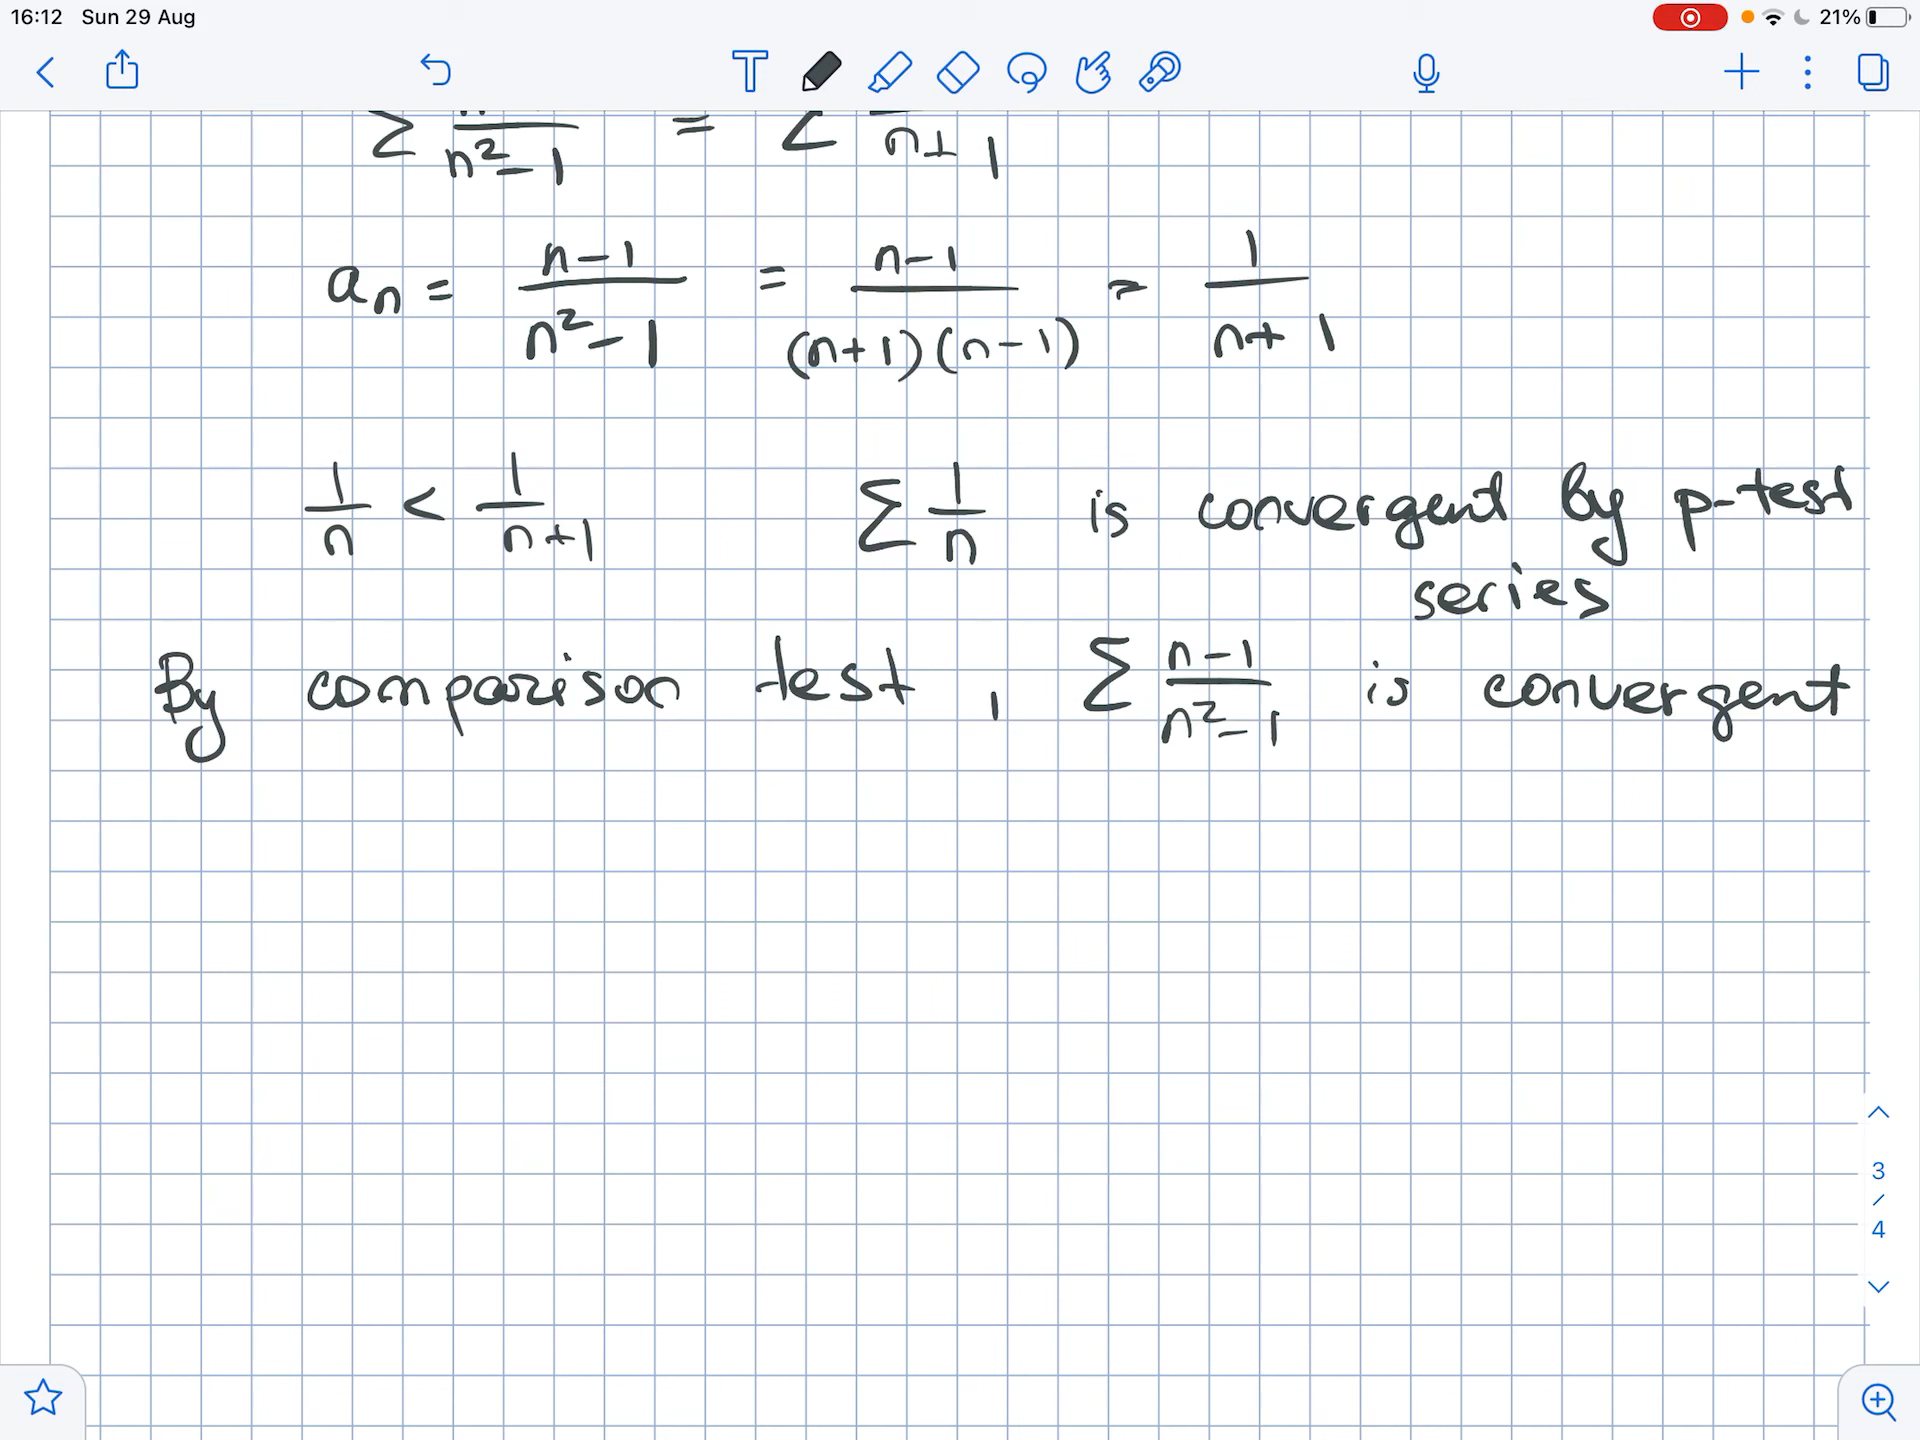 16:12 Sun 29 Aug 21%
T
n²-1 = n+1
aₙ = n-1/n²-1 = n-1/(n+1)(n-1) = 1/n+1
1/n < 1/n+1 Σ 1/n is convergent by p-test
series
By comparison test, Σ n-1/n²-1 is convergent
3
/
4